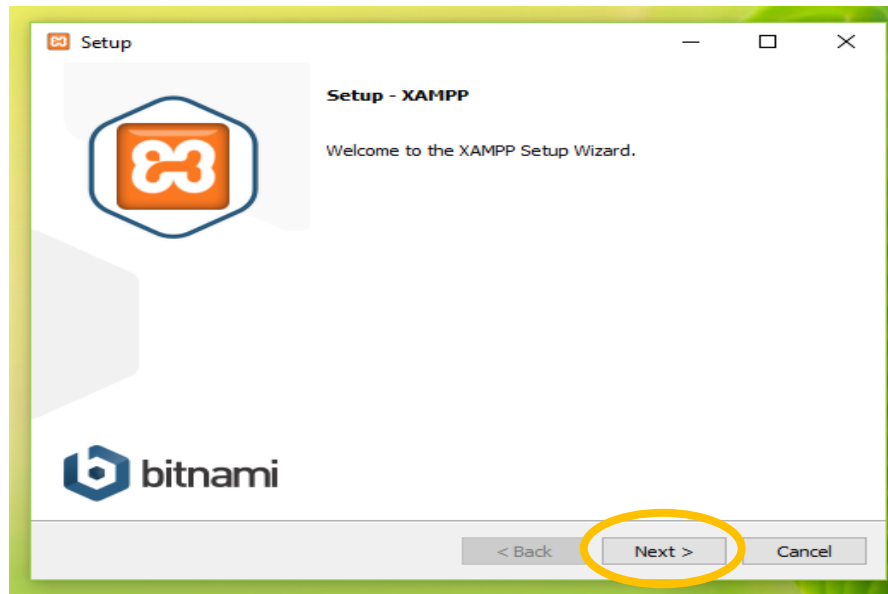 Setup
Setup - XAMPP
Welcome to the XAMPP Setup Wizard.
bitnami
< Back Next > Cancel